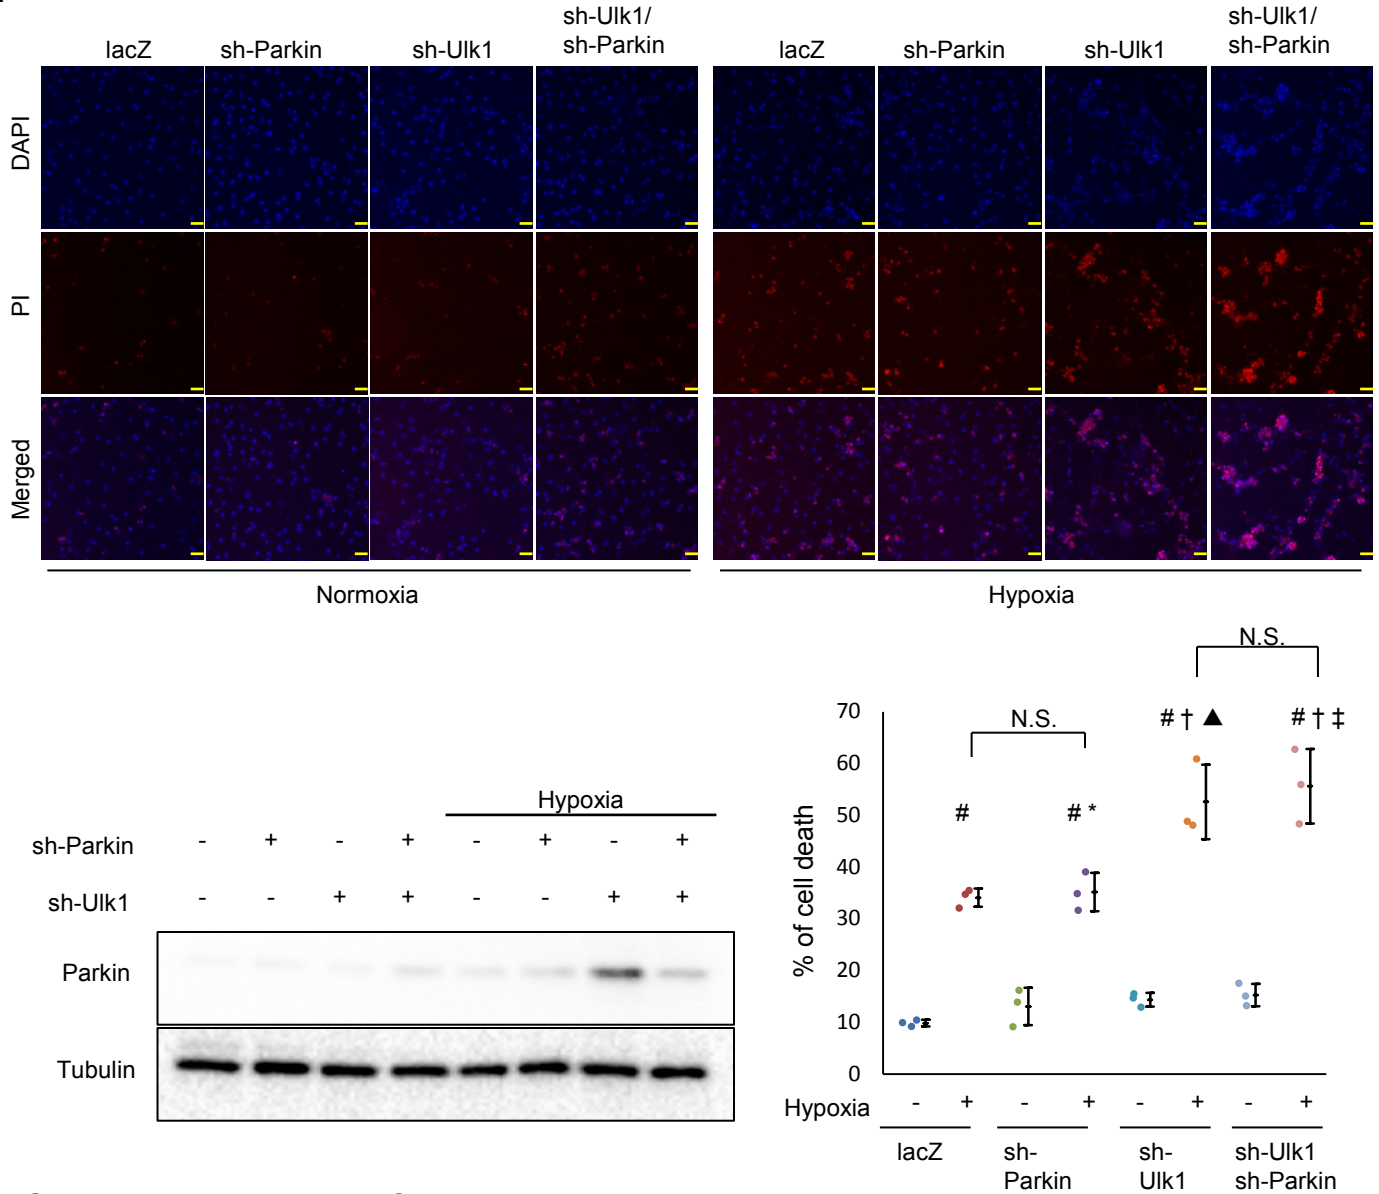 lacZ sh-Parkin sh-Ulk1 sh-Ulk1/
sh-Parkin
lacZ sh-Parkin sh-Ulk1 sh-Ulk1/
sh-Parkin
DAPI
PI
Merged
Normoxia
Hypoxia
Hypoxia
sh-Parkin - + - + - + - +
sh-Ulk1 - - + + - - + +
Parkin
Tubulin
N.S.
N.S.
# † ▲
# † ‡
#
# *
% of cell death
70
60
50
40
30
20
10
0
Hypoxia - + - + - + - +
lacZ
sh-
Parkin
sh-
Ulk1
sh-Ulk1
sh-Parkin